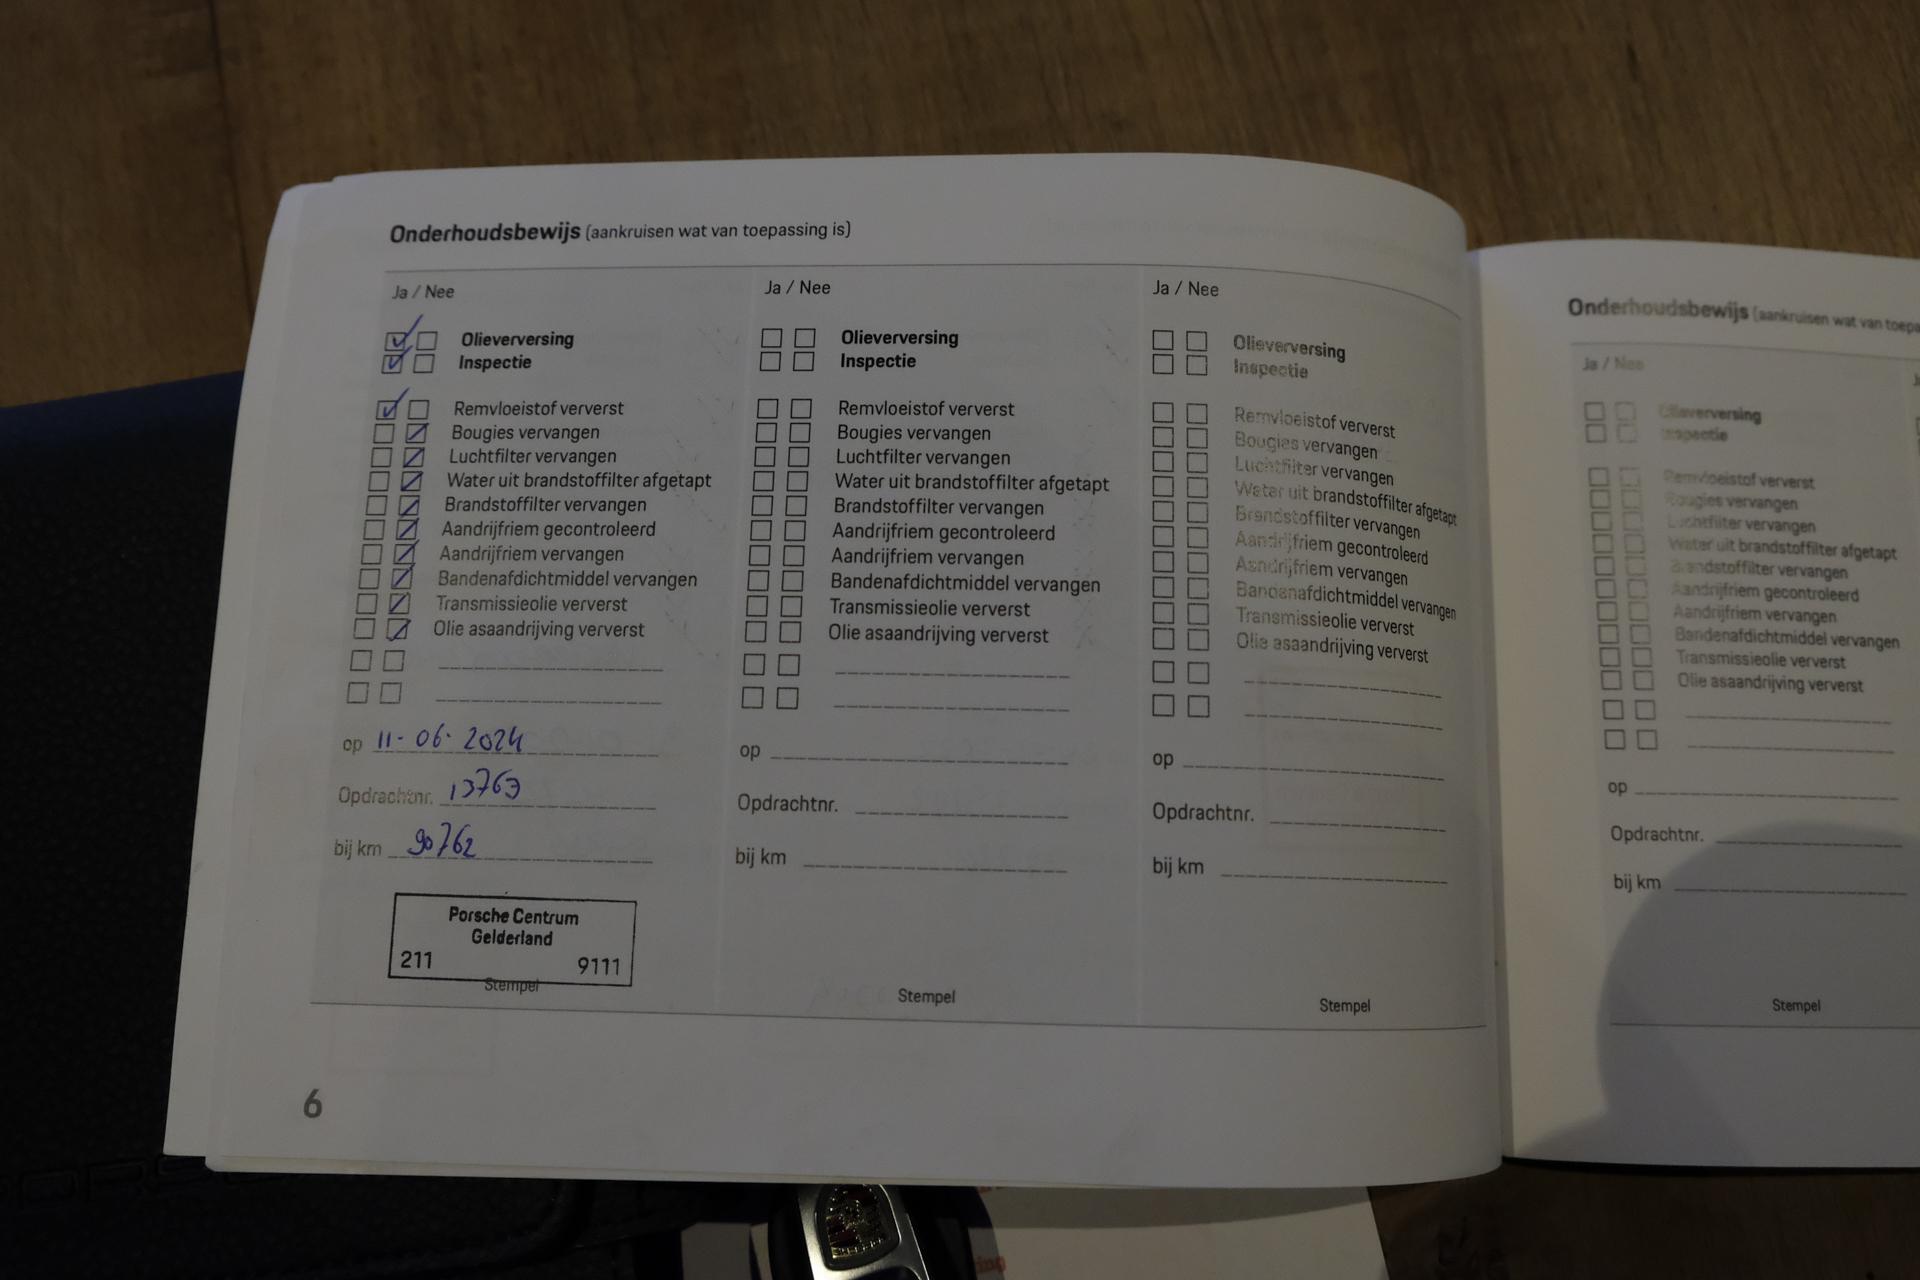 Onderhoudsbewijs (aankruisen wat van toepassing is)
Ja / Nee
Olieverversing
Inspectie
Remvloeistof ververst
Bougies vervangen
Luchtfilter vervangen
Water uit brandstoffilter afgetapt
Brandstoffilter vervangen
Aandrijfriem gecontroleerd
Aandrijfriem vervangen
Bandenafdichtmiddel vervangen
Transmissieolie ververst
Olie asaandrijving ververst
op 11-06-2024
Opdrachtnr. 13763
bij km 90762
Porsche Centrum
Gelderland
211 9111
Stempel
Ja / Nee
Olieverversing
Inspectie
Remvloeistof ververst
Bougies vervangen
Luchtfilter vervangen
Water uit brandstoffilter afgetapt
Brandstoffilter vervangen
Aandrijfriem gecontroleerd
Aandrijfriem vervangen
Bandenafdichtmiddel vervangen
Transmissieolie ververst
Olie asaandrijving ververst
op
Opdrachtnr.
bij km
Stempel
Ja / Nee
Olieverversing
Inspectie
Remvloeistof ververst
Bougies vervangen
Luchtfilter vervangen
Water uit brandstoffilter afgetapt
Brandstoffilter vervangen
Aandrijfriem gecontroleerd
Aandrijfriem vervangen
Bandenafdichtmiddel vervangen
Transmissieolie ververst
Olie asaandrijving ververst
op
Opdrachtnr.
bij km
Stempel
6
Onderhoudsbewijs (aankruisen wat van
Ja / Nee
Olieverversing
Inspectie
Remvloeistof ververst
Bougies vervangen
Luchtfilter vervangen
Water uit brandstoffilter afgetapt
Brandstoffilter vervangen
Aandrijfriem gecontroleerd
Aandrijfriem vervangen
Bandenafdichtmiddel vervangen
Transmissieolie ververst
Olie asaandrijving ververst
op
Opdrachtnr.
bij km
Stempel